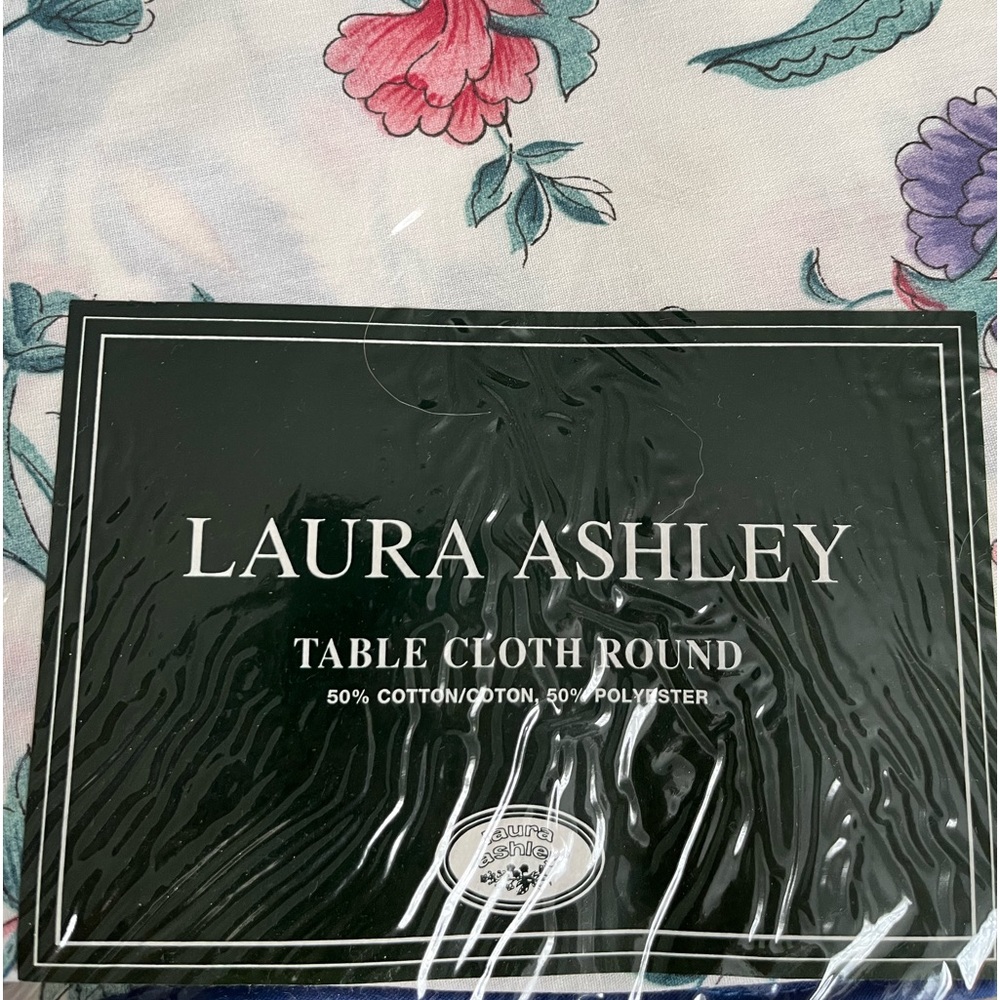 LAURA ASHLEY
TABLE CLOTH ROUND
50% COTTON/COTON, 50% POLYESTER
laura
ashley